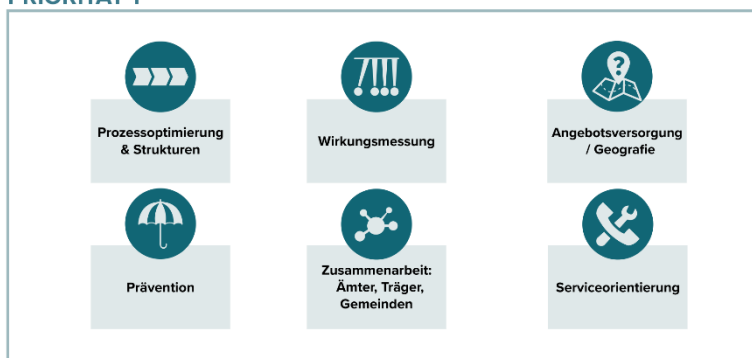 Prozessoptimierung
& Strukturen
Wirkungsmessung
Angebotsversorgung
/ Geografie
Prävention
Zusammenarbeit:
Ämter, Träger,
Gemeinden
Serviceorientierung